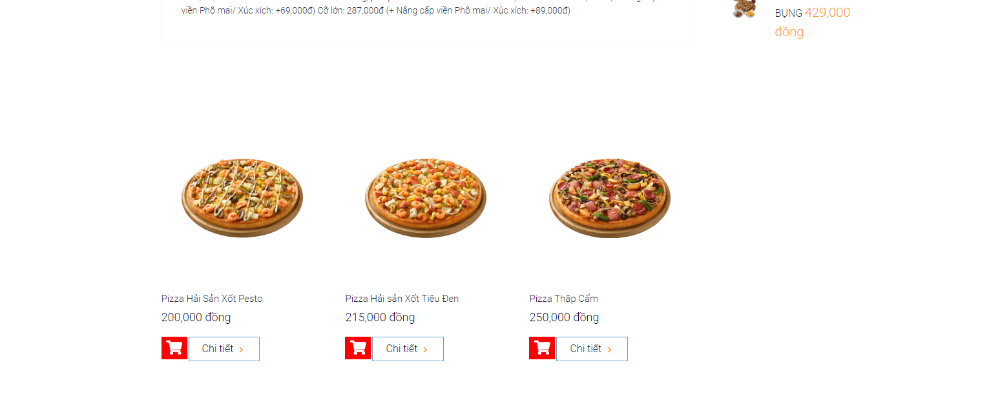 viền Phô mai/ Xúc xích: +69,000đ) Cỡ lớn: 287,000đ (+ Nâng cấp viền Phô mai/ Xúc xích: +89,000đ)
BỤNG 429,000
đồng
Pizza Hải Sản Xốt Pesto
200,000 đồng
Chi tiết
Pizza Hải sản Xốt Tiêu Đen
215,000 đồng
Chi tiết
Pizza Thập Cẩm
250,000 đồng
Chi tiết